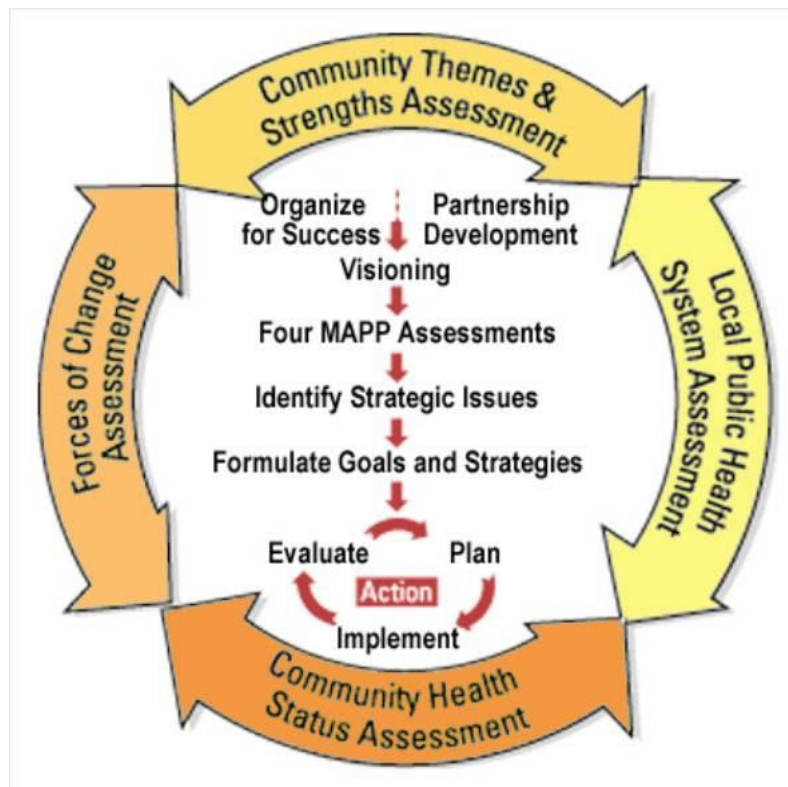 Community Themes &
Strengths Assessment
Organize
for Success
Partnership
Development
Visioning
Four MAPP Assessments
Identify Strategic Issues
Formulate Goals and Strategies
Evaluate
Plan
Action
Implement
Forces of Change
Assessment
Local Public Health
System Assessment
Community Health
Status Assessment